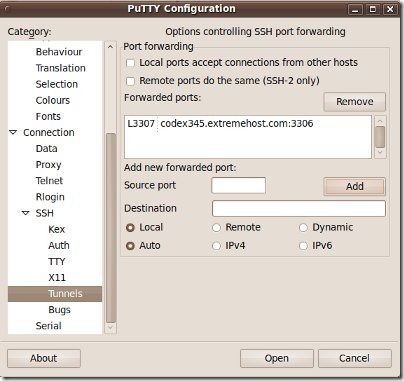 PuTTY Configuration
Category:
Behaviour
Translation
Selection
Colours
Fonts
Connection
Data
Proxy
Telnet
Rlogin
SSH
Kex
Auth
TTY
X11
Tunnels
Bugs
Serial
Options controlling SSH port forwarding
Port forwarding
Local ports accept connections from other hosts
Remote ports do the same (SSH-2 only)
Forwarded ports:
Remove
L3307 codex345.extremehost.com:3306
Add new forwarded port:
Source port
Add
Destination
Local Remote Dynamic
Auto IPv4 IPv6
About Open Cancel